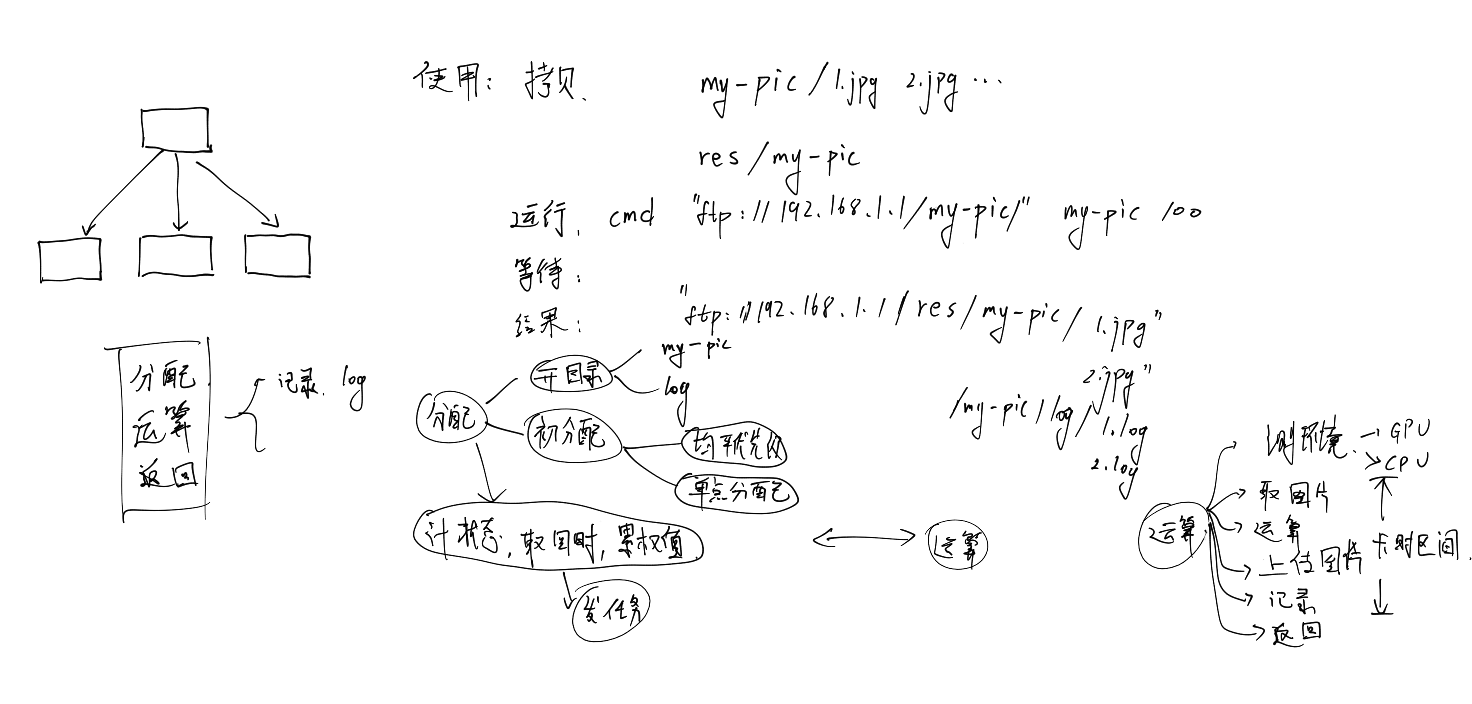 使用: 拷贝.
my-pic/1.jpg 2.jpg ...
res/my-pic
运行, cmd "ftp://192.168.1.1/my-pic/" my-pic 100
等待:
结果: "ftp://192.168.1.1/res/my-pic/1.jpg"
2.jpg"
/my-pic/log/1.log
2.log
分配
运算
返回
记录. log
分配
开目录
my-pic
log
初分配
均平优先级
单点分配
计状态, 取回时, 累权值
发任务
运算
运算
测环境. → GPU
→ CPU
取图片
运算
上传图片
记录
返回
卡时区间.